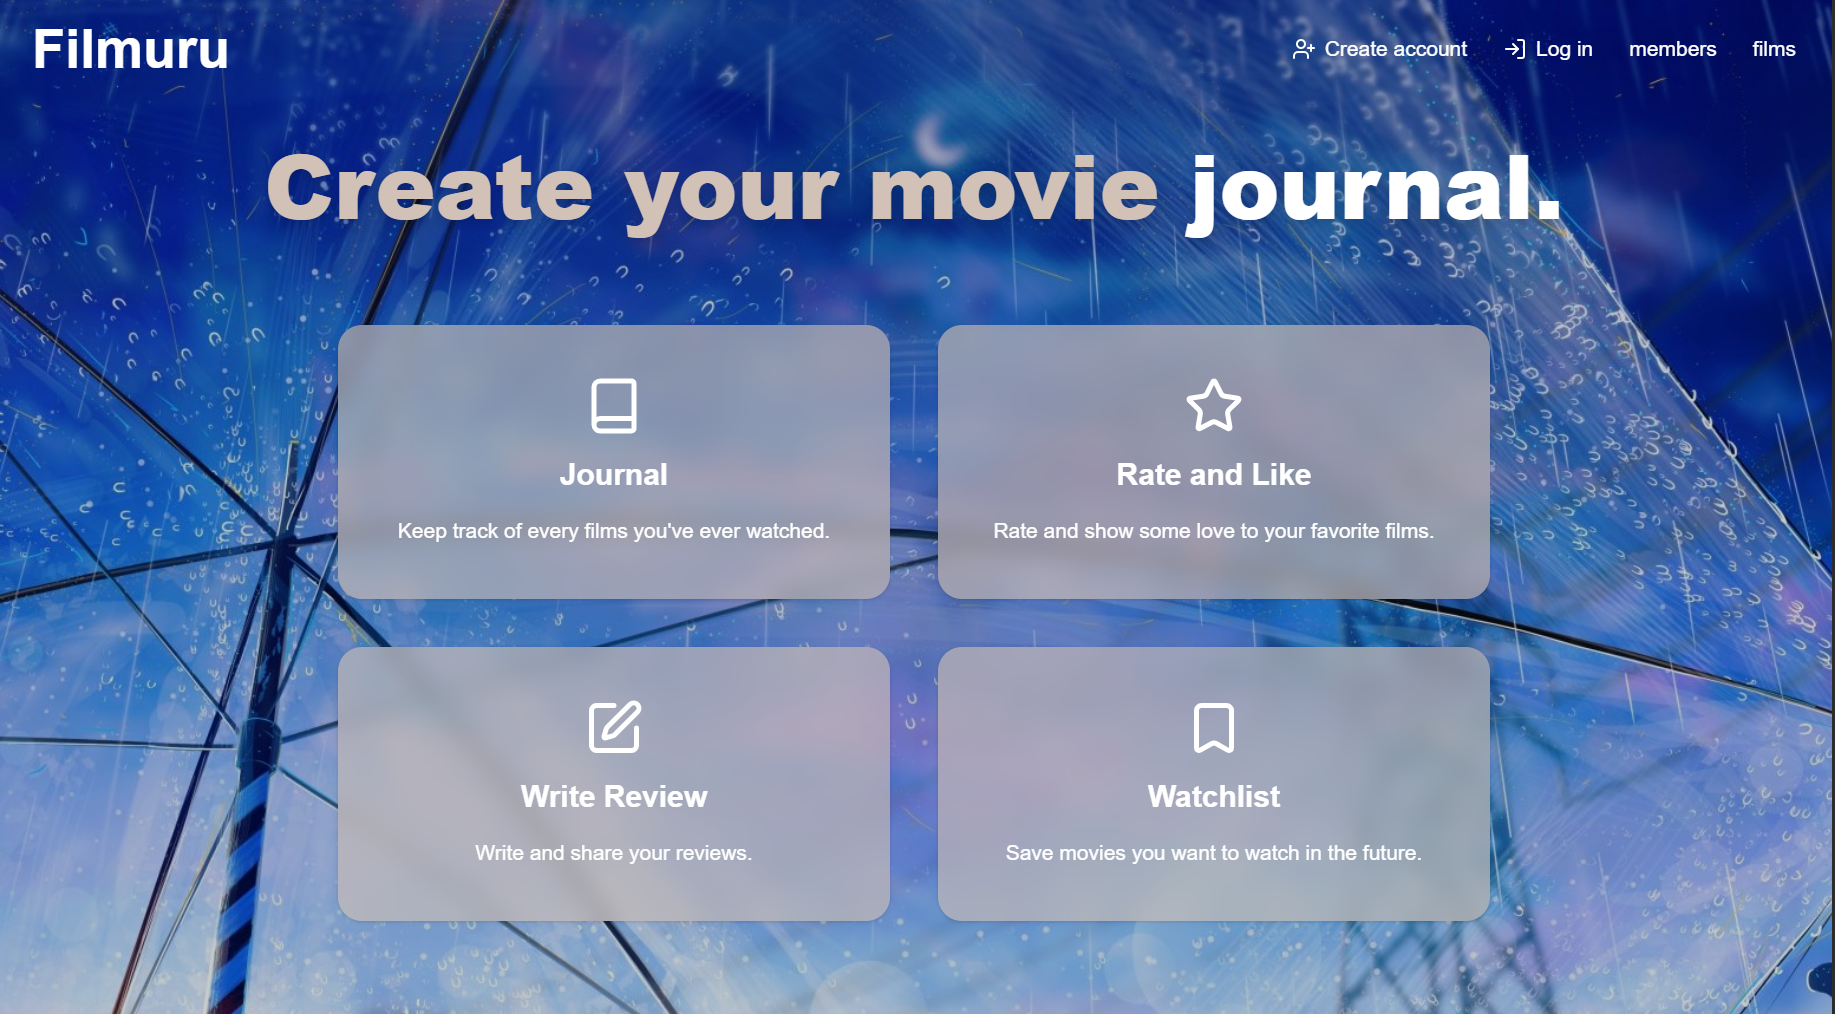 Filmuru
Create account
Log in
members
films
Create your movie journal.
Journal
Keep track of every films you've ever watched.
Rate and Like
Rate and show some love to your favorite films.
Write Review
Write and share your reviews.
Watchlist
Save movies you want to watch in the future.